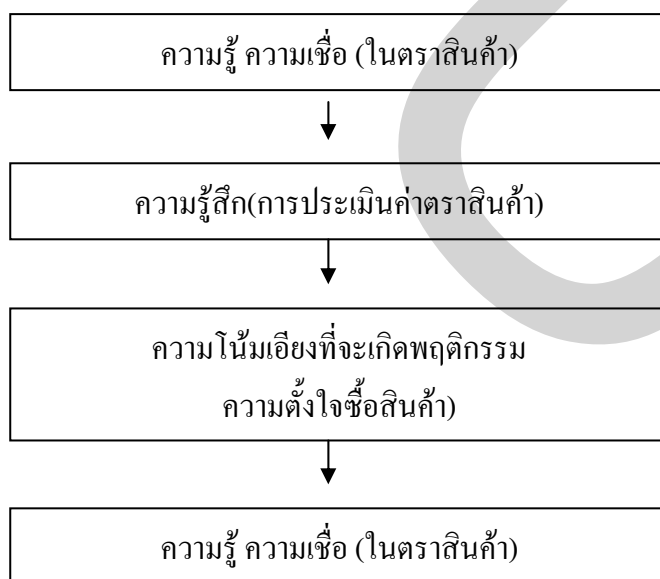 ความรู้ ความเชื่อ (ในตราสินค้า)
ความรู้สึก(การประเมินค่าตราสินค้า)
ความโน้มเอียงที่จะเกิดพฤติกรรม
ความตั้งใจซื้อสินค้า)
ความรู้ ความเชื่อ (ในตราสินค้า)